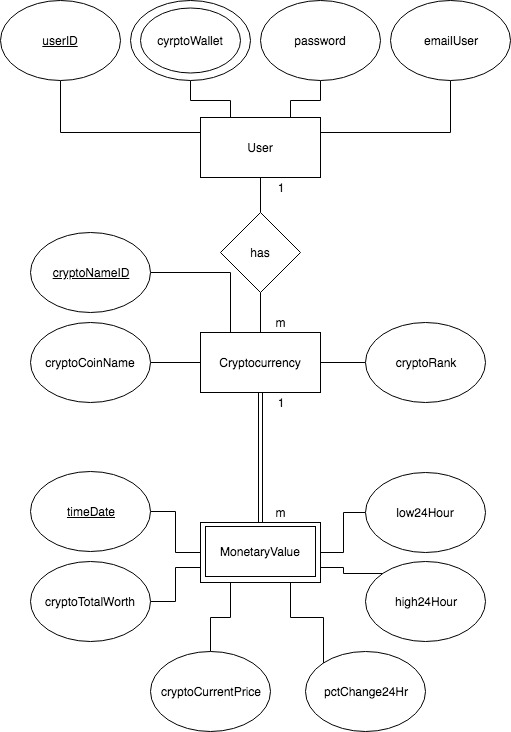 userID
cyrptoWallet
password
emailUser
User
1
has
cryptoNameID
m
cryptoCoinName
Cryptocurrency
cryptoRank
1
timeDate
m
low24Hour
MonetaryValue
cryptoTotalWorth
high24Hour
cryptoCurrentPrice
pctChange24Hr